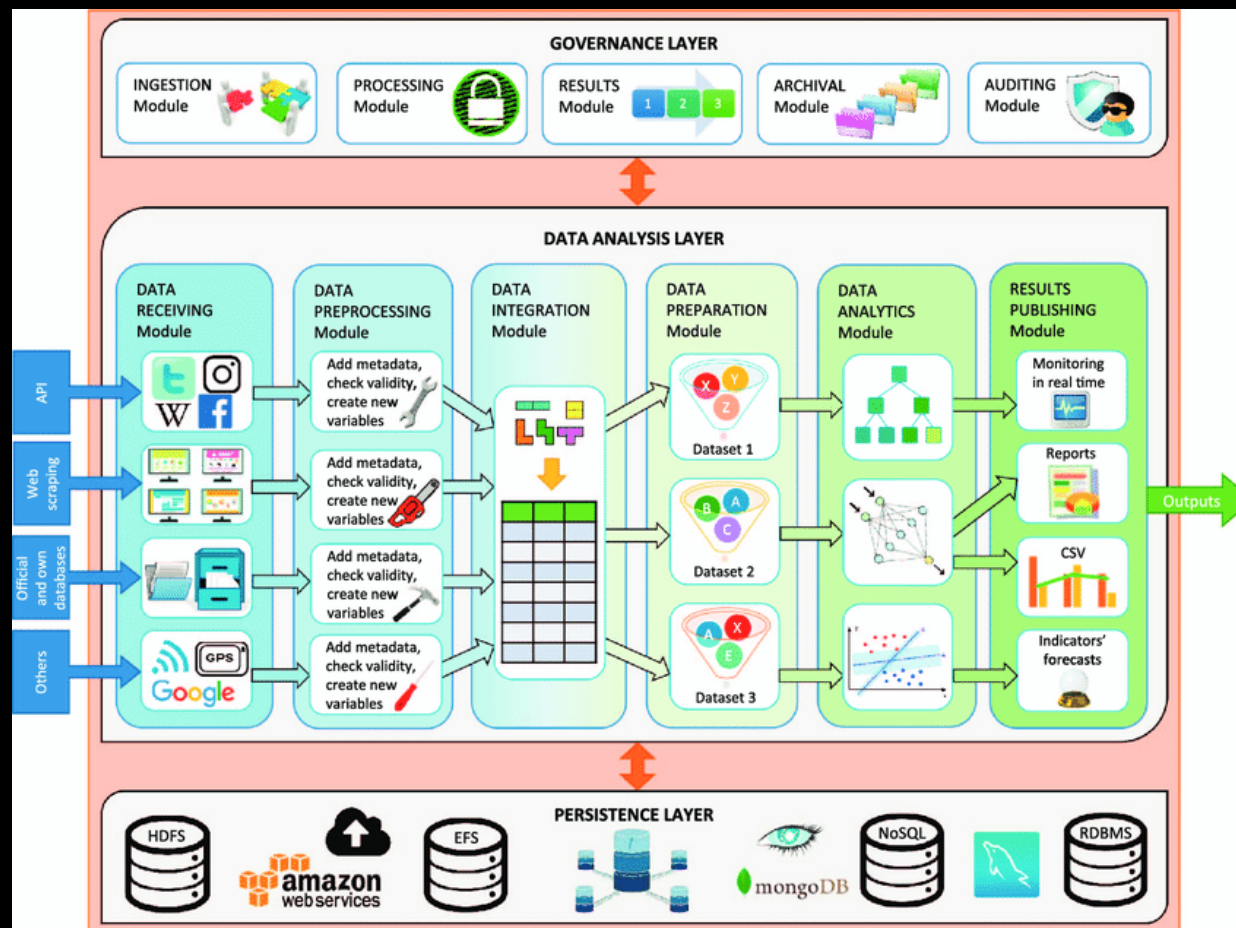 GOVERNANCE LAYER
INGESTION
Module
PROCESSING
Module
RESULTS
Module
1 2 3
ARCHIVAL
Module
AUDITING
Module
DATA ANALYSIS LAYER
API
Web
scraping
Official
and own
databases
Others
DATA
RECEIVING
Module
W
GPS
Google
DATA
PREPROCESSING
Module
Add metadata,
check validity,
create new
variables
Add metadata,
check validity,
create new
variables
Add metadata,
check validity,
create new
variables
Add metadata,
check validity,
create new
variables
DATA
INTEGRATION
Module
DATA
PREPARATION
Module
X Y
Z
Dataset 1
B A
C
Dataset 2
A X
E
Dataset 3
DATA
ANALYTICS
Module
RESULTS
PUBLISHING
Module
Monitoring
in real time
Reports
CSV
Indicators'
forecasts
Outputs
PERSISTENCE LAYER
HDFS
amazon
web services
EFS
mongoDB
NoSQL
RDBMS